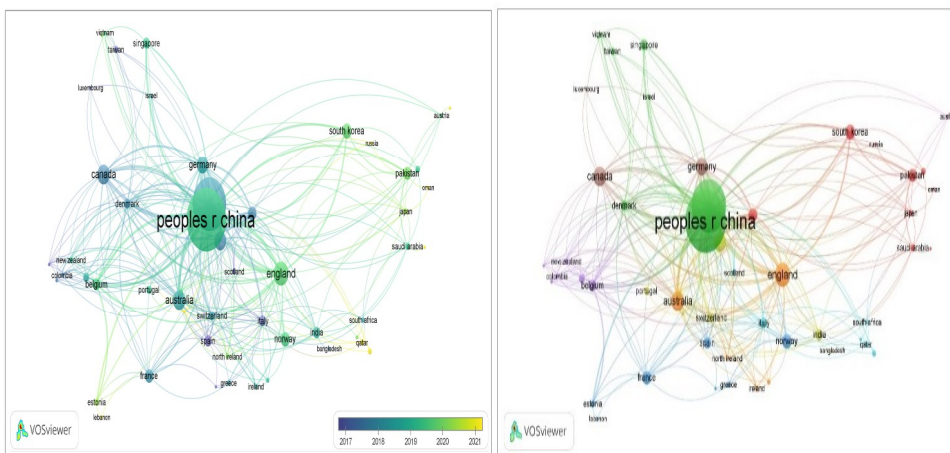 vietnam
taiwan
singapore
luxembourg
israel
austria
south korea
russia
germany
canada
pakistan
oman
denmark
japan
peoples r china
saudi arabia
new zealand
colombia
belgium
scotland
england
portugal
australia
switzerland
italy
south africa
india
spain
norway
qatar
bangladesh
north ireland
france
greece
ireland
estonia
lebanon
VOSviewer
2017 2018 2019 2020 2021
vietnam
taiwan
singapore
luxembourg
israel
aust
south korea
russia
germany
canada
pakistan
oman
denmark
japan
peoples r china
saudi arabia
new zealand
colombia
belgium
scotland
england
portugal
australia
switzerland
italy
south africa
india
spain
norway
qatar
bangladesh
north ireland
france
greece
ireland
estonia
lebanon
VOSviewer